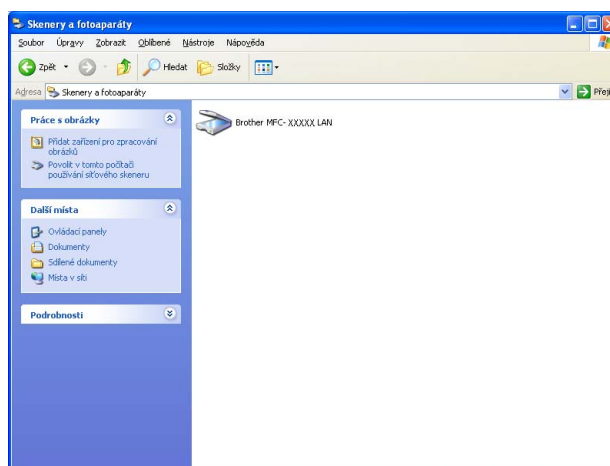 Skenery a fotoaparáty
Soubor Úpravy Zobrazit Oblíbené Nástroje Nápověda
Zpět Hledat Složky
Adresa Skenery a fotoaparáty Přejí
Práce s obrázky
Přidat zařízení pro zpracování
obrázků
Povolit v tomto počítači
používání síťového skeneru
Další místa
Ovládací panely
Dokumenty
Sdílené dokumenty
Místa v síti
Podrobnosti
Brother MFC- XXXXX LAN